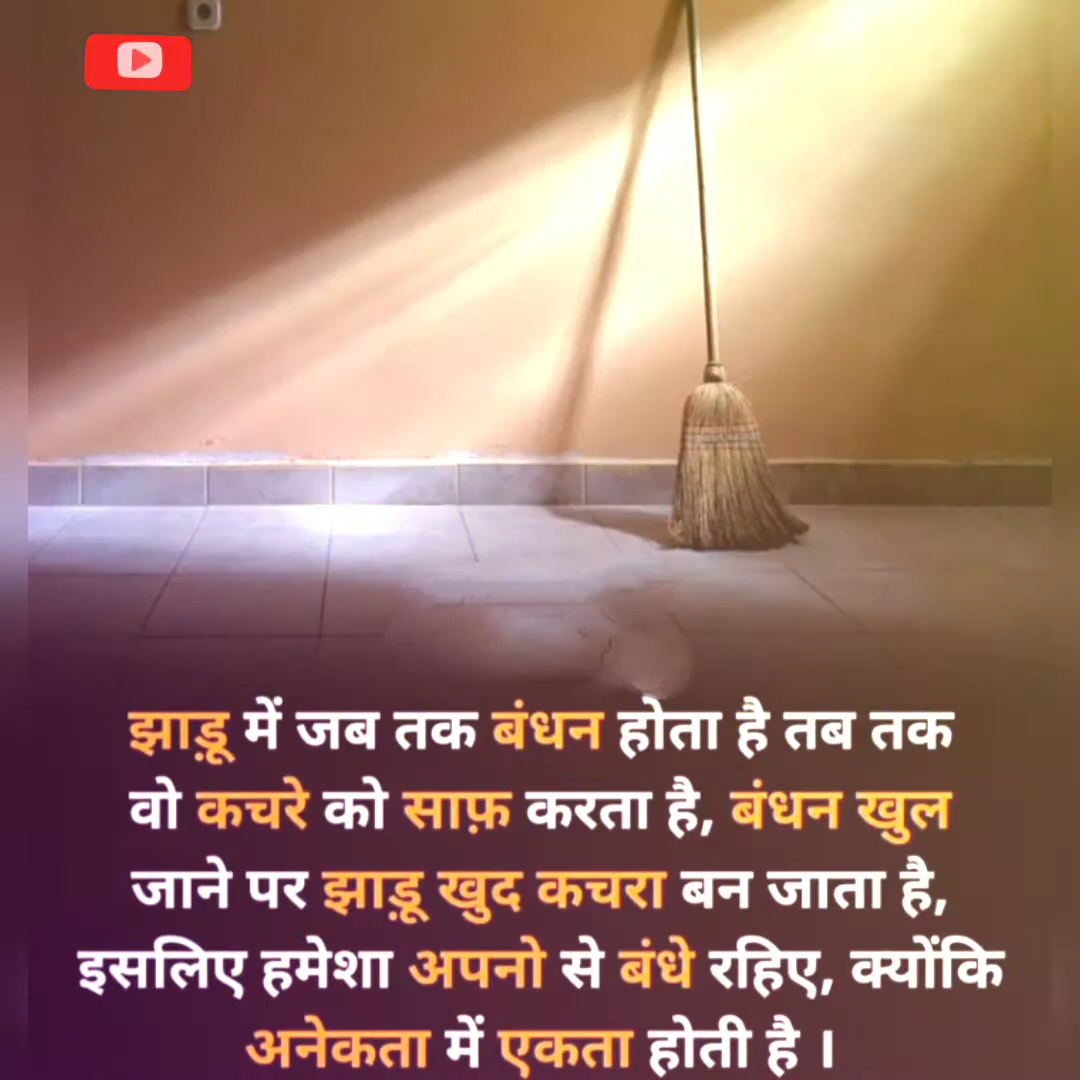 झाड़ू में जब तक बंधन होता है तब तक
वो कचरे को साफ़ करता है, बंधन खुल
जाने पर झाड़ू खुद कचरा बन जाता है,
इसलिए हमेशा अपनो से बंधे रहिए, क्योंकि
अनेकता में एकता होती है ।